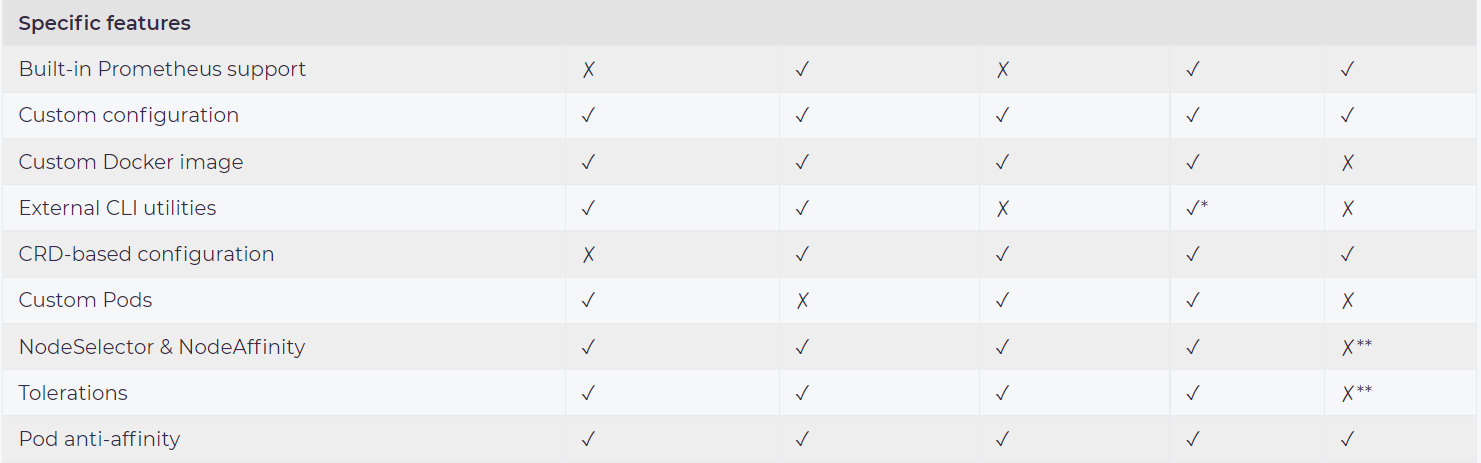 Specific features
Built-in Prometheus support ✗ ✓ ✗ ✓ ✓
Custom configuration ✓ ✓ ✓ ✓ ✓
Custom Docker image ✓ ✓ ✓ ✓ ✗
External CLI utilities ✓ ✓ ✗ ✓* ✗
CRD-based configuration ✗ ✓ ✓ ✓ ✓
Custom Pods ✓ ✗ ✓ ✓ ✗
NodeSelector & NodeAffinity ✓ ✓ ✓ ✓ ✗**
Tolerations ✓ ✓ ✓ ✓ ✗**
Pod anti-affinity ✓ ✓ ✓ ✓ ✓